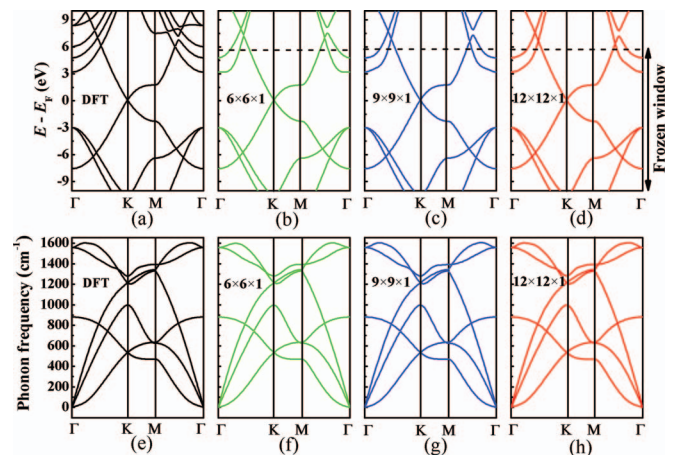 9
6
3
0
-3
-6
-9
E - E_F (eV)
DFT
6×6×1
9×9×1
12×12×1
Frozen window
Γ K M Γ Γ K M Γ Γ K M Γ Γ K M Γ
(a) (b) (c) (d)
1600
1400
1200
1000
800
600
400
200
0
Phonon frequency (cm⁻¹)
DFT
6×6×1
9×9×1
12×12×1
Γ K M Γ Γ K M Γ Γ K M Γ Γ K M Γ
(e) (f) (g) (h)